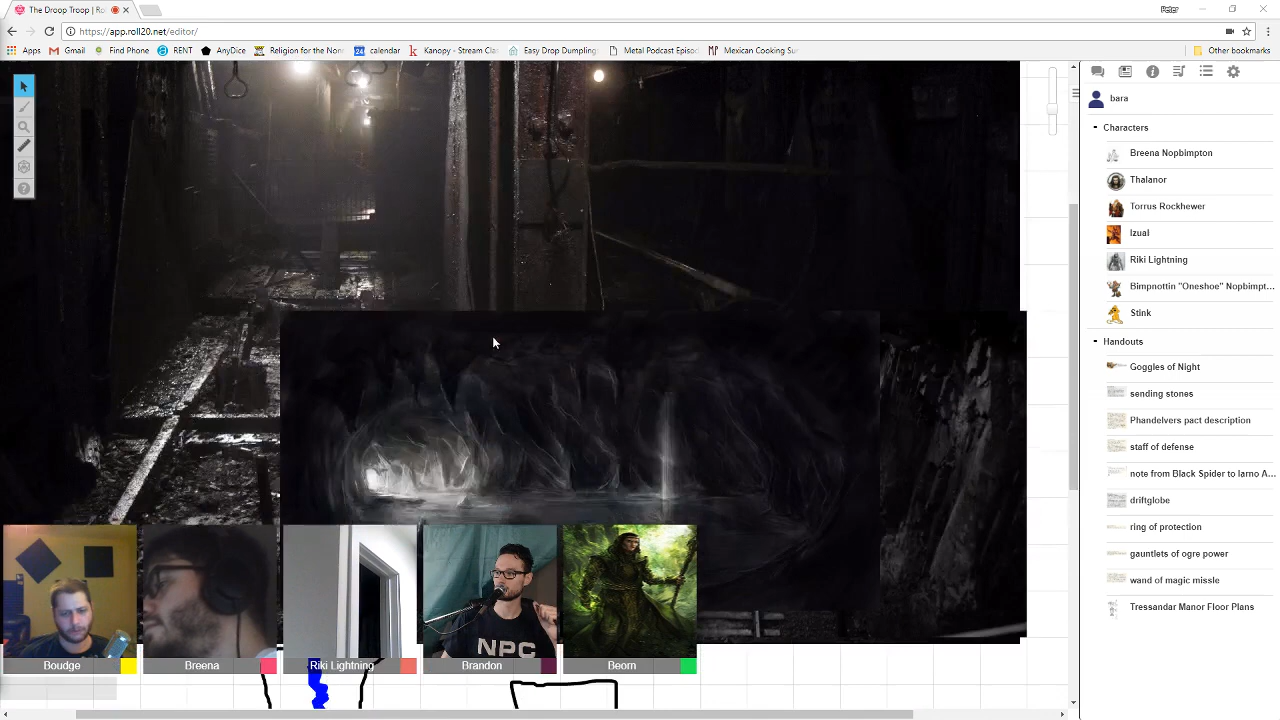 The Droop Troop | Rol
Peter
https://app.roll20.net/editor/
Apps
Gmail
Find Phone
RENT
AnyDice
Religion for the Non
24
calendar
Kanopy - Stream Cla
Easy Drop Dumpling:
Metal Podcast Episod
Mexican Cooking Su
Other bookmarks
bara
Characters
Breena Nopbimpton
Thalanor
Torrus Rockhewer
Izual
Riki Lightning
Bimpnottin "Oneshoe" Nopbimpt...
Stink
Handouts
Goggles of Night
sending stones
Phandelvers pact description
staff of defense
note from Black Spider to Iarno A...
driftglobe
ring of protection
gauntlets of ogre power
wand of magic missle
Tressandar Manor Floor Plans
NPC
Boudge
Breena
Riki Lightning
Brandon
Beorn